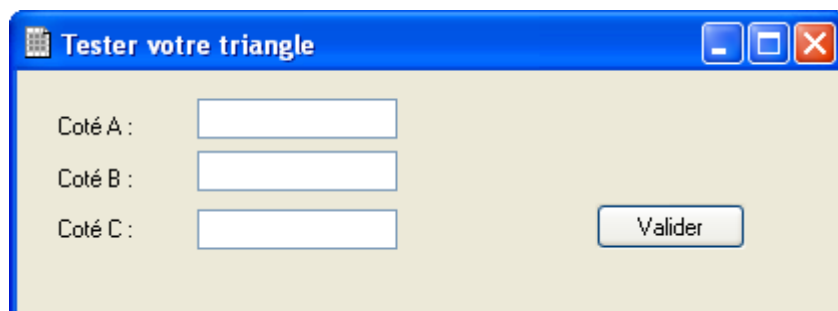 Tester votre triangle
Coté A :
Coté B :
Coté C :
Valider